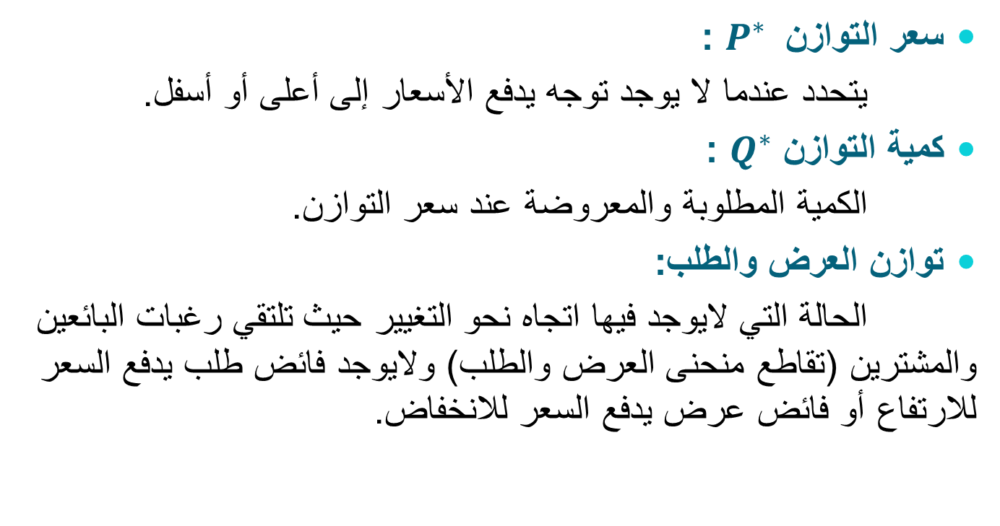 • سعر التوازن P* :
يتحدد عندما لا يوجد توجه يدفع الأسعار إلى أعلى أو أسفل.
• كمية التوازن Q* :
الكمية المطلوبة والمعروضة عند سعر التوازن.
• توازن العرض والطلب:
الحالة التي لايوجد فيها اتجاه نحو التغيير حيث تلتقي رغبات البائعين
والمشترين (تقاطع منحنى العرض والطلب) ولايوجد فائض طلب يدفع السعر
للارتفاع أو فائض عرض يدفع السعر للانخفاض.